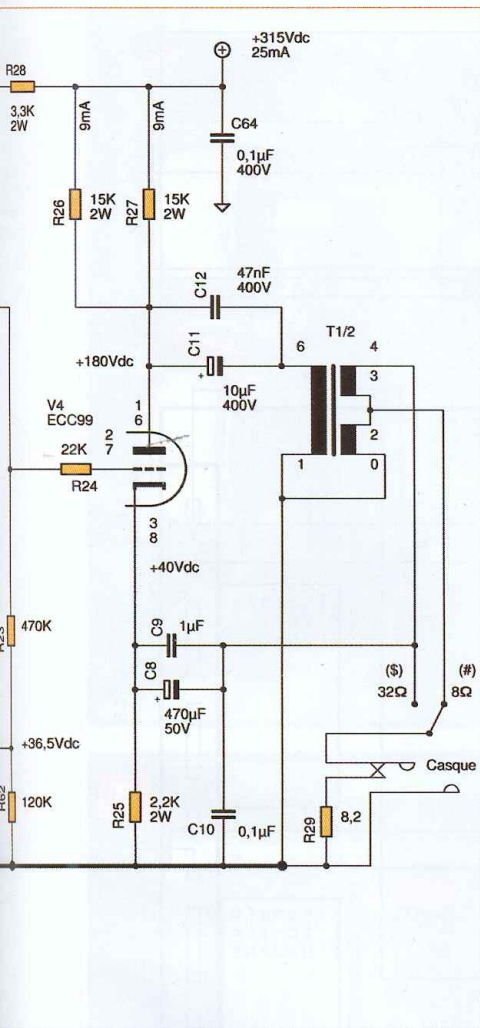 +315Vdc
25mA
R28
3,3K
2W
9mA
9mA
C64
0,1µF
400V
R26
15K
2W
R27
15K
2W
C12
47nF
400V
T1/2
C11
6
4
+180Vdc
3
10µF
400V
V4
ECC99
1
6
2
7
2
22K
1
0
R24
3
8
+40Vdc
470K
C9
1µF
R23
C8
($)
(#)
32Ω
8Ω
470µF
50V
+36,5Vdc
Casque
R62
120K
R25
2,2K
2W
C10
0,1µF
R29
8,2